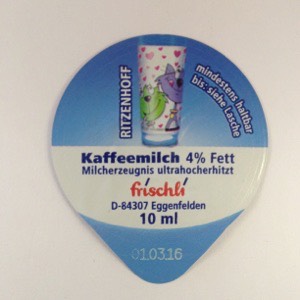 RITZENHOFF
mindestens haltbar
bis: siehe Lasche
Kaffeemilch 4% Fett
Milcherzeugnis ultrahocherhitzt
frischli
D-84307 Eggenfelden
10 ml
01.03.16